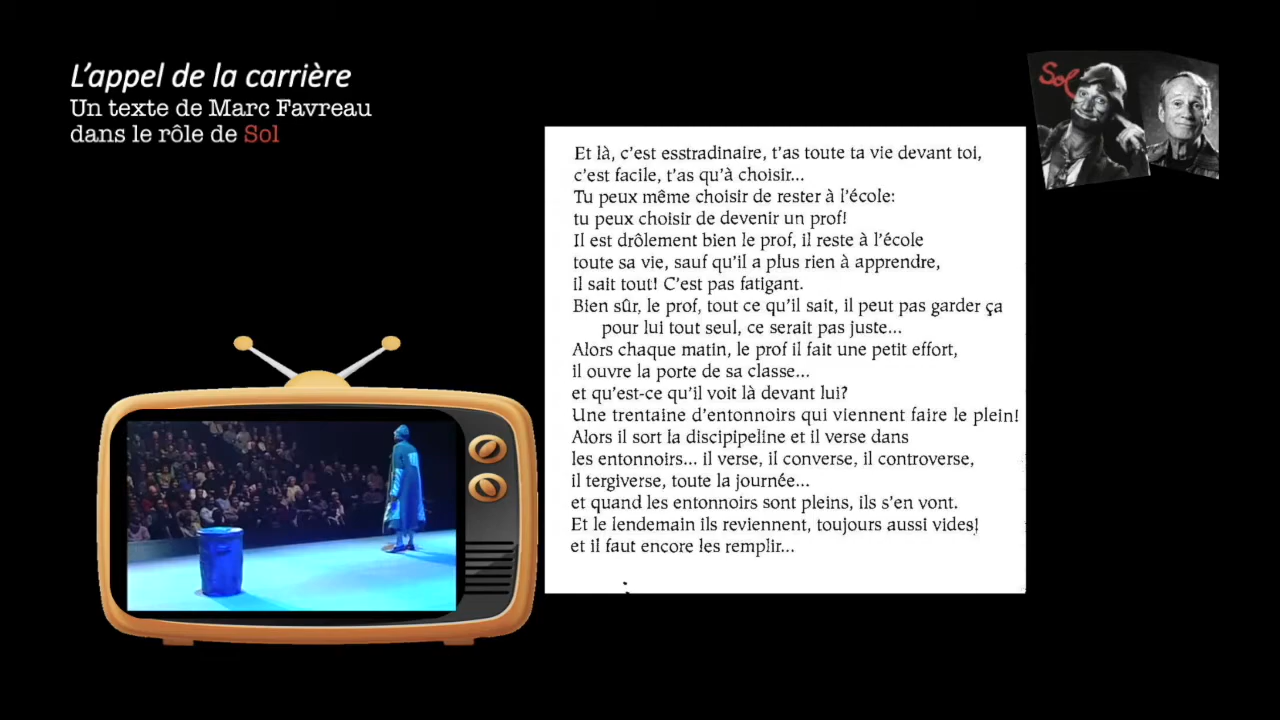 L'appel de la carrière
Un texte de Marc Favreau
dans le rôle de Sol
Sol
Et là, c'est esstradinaire, t'as toute ta vie devant toi,
c'est facile, t'as qu'à choisir...
Tu peux même choisir de rester à l'école:
tu peux choisir de devenir un prof!
Il est drôlement bien le prof, il reste à l'école
toute sa vie, sauf qu'il a plus rien à apprendre,
il sait tout! C'est pas fatigant.
Bien sûr, le prof, tout ce qu'il sait, il peut pas garder ça
pour lui tout seul, ce serait pas juste...
Alors chaque matin, le prof il fait une petit effort,
il ouvre la porte de sa classe...
et qu'est-ce qu'il voit là devant lui?
Une trentaine d'entonnoirs qui viennent faire le plein!
Alors il sort la discipipeline et il verse dans
les entonnoirs... il verse, il converse, il controverse,
il tergiverse, toute la journée...
et quand les entonnoirs sont pleins, ils s'en vont.
Et le lendemain ils reviennent, toujours aussi vides!
et il faut encore les remplir...